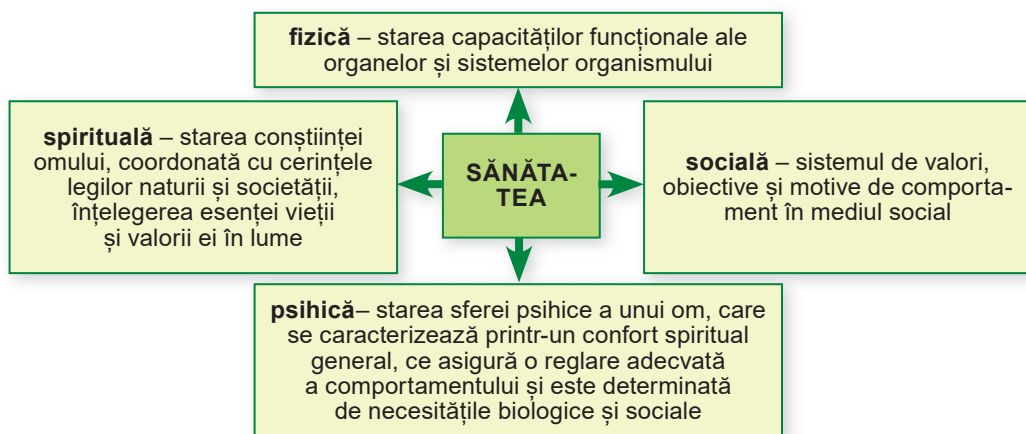 fizică – starea capacităților funcționale ale
organelor și sistemelor organismului
spirituală – starea conștiinței
omului, coordonată cu cerințele
legilor naturii și societății,
înțelegerea esenței vieții
și valorii ei în lume
SĂNĂTA-
TEA
socială – sistemul de valori,
obiective și motive de comporta-
ment în mediul social
psihică– starea sferei psihice a unui om, care
se caracterizează printr-un confort spiritual
general, ce asigură o reglare adecvată
a comportamentului și este determinată
de necesitățile biologice și sociale